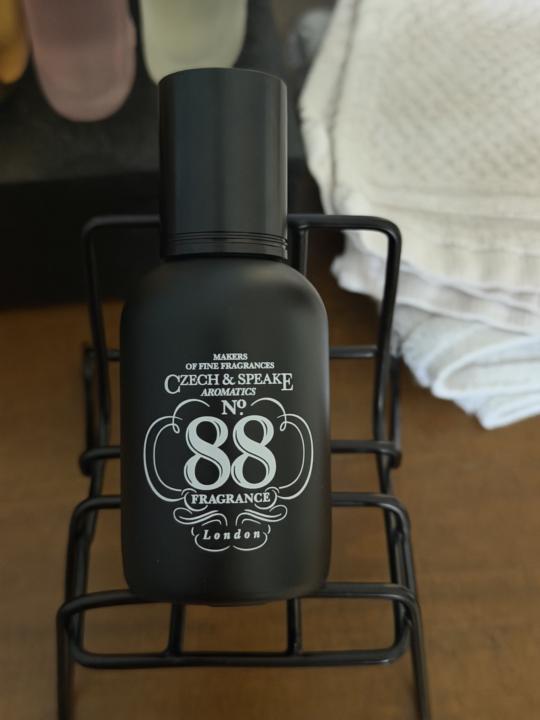 MAKERS
OF FINE FRAGRANCES
CZECH & SPEAKE
AROMATICS
No.
88
FRAGRANCE
London